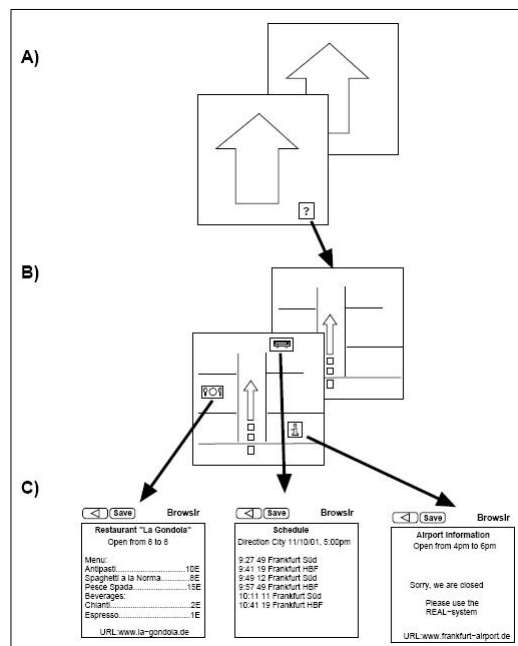 A)
?
B)
C)
Save Browslr
Restaurant "La Gondola"
Open from 6 to 8
Menu:
Antipasti..................10E
Spaghetti a la Norma..........8E
Pesce Spada................15E
Beverages:
Chianti....................2E
Espresso...................1E
URL:www.la-gondola.de
Save Browslr
Schedule
Direction City 11/10/01, 5:00pm
9:27 49 Frankfurt Süd
9:41 19 Frankfurt HBF
9:49 12 Frankfurt Süd
9:57 49 Frankfurt HBF
10:11 11 Frankfurt Süd
10:41 19 Frankfurt HBF
Save Browslr
Airport Information
Open from 4pm to 6pm
Sorry, we are closed
Please use the
REAL-system
URL:www.frankfurt-airport.de